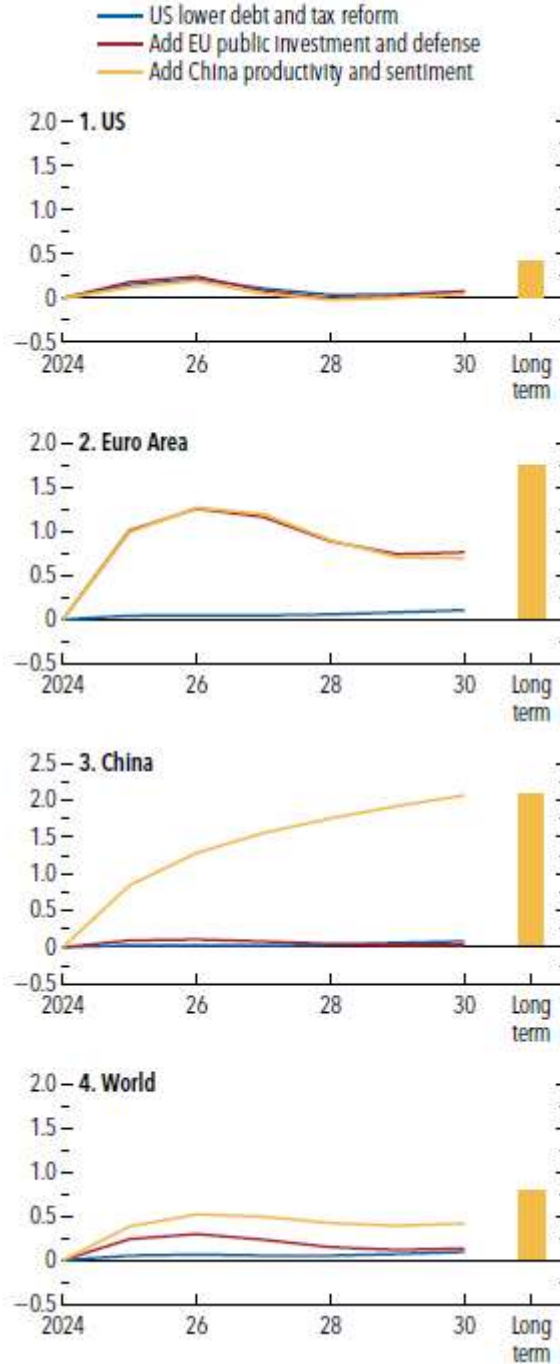 US lower debt and tax reform
Add EU public investment and defense
Add China productivity and sentiment
2.0
1. US
1.5
1.0
0.5
0
−0.5
2024 26 28 30 Long
term
2.0
2. Euro Area
1.5
1.0
0.5
0
−0.5
2024 26 28 30 Long
term
2.5
3. China
2.0
1.5
1.0
0.5
0
−0.5
2024 26 28 30 Long
term
2.0
4. World
1.5
1.0
0.5
0
−0.5
2024 26 28 30 Long
term